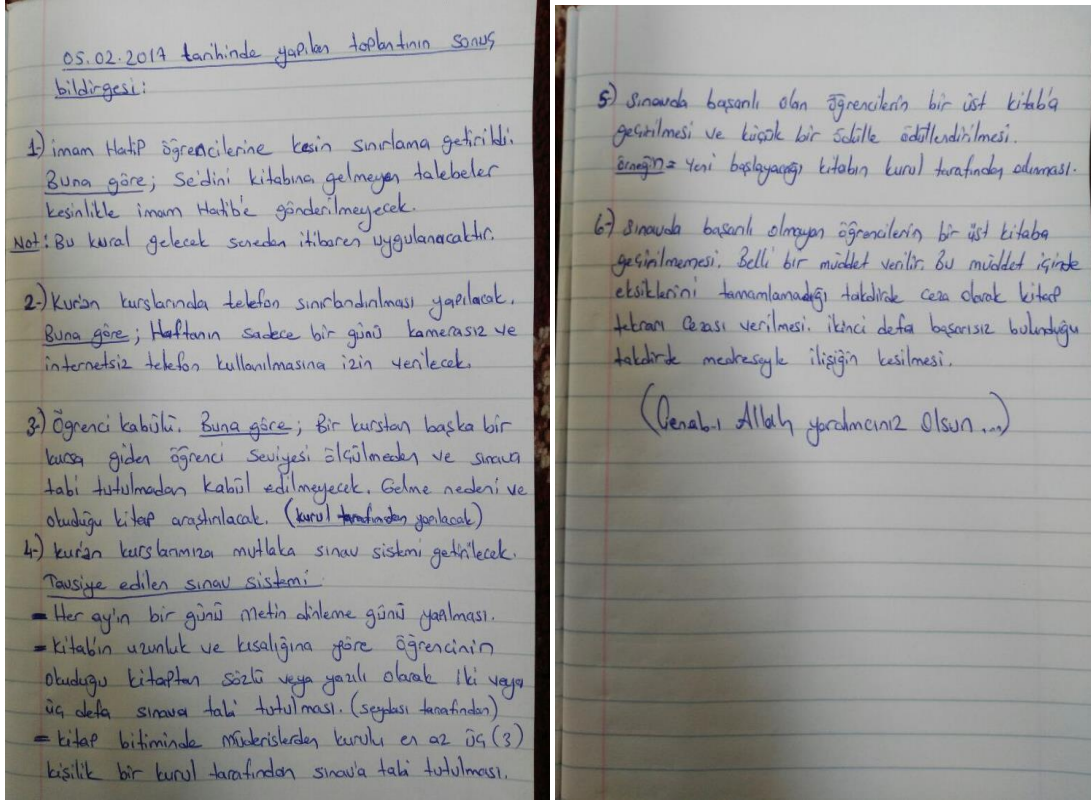 05.02.2017 tarihinde yapılan toplantının sonuç
bildirgesi:
1-) imam Hatip öğrencilerine kesin sınırlama getirildi.
Buna göre; Se'dini kitabına gelmeyen talebeler
kesinlikle imam Hatib'e gönderilmeyecek.
Not: Bu kural gelecek seneden itibaren uygulanacaktır.
2-) Kur'an kurslarında telefon sınırlandırılması yapılacak.
Buna göre; Haftanın sadece bir günü kamerasız ve
internetsiz telefon kullanılmasına izin verilecek.
3-) Öğrenci kabülü. Buna göre; Bir kurstan başka bir
kursa giden öğrenci seviyesi ölçülmeden ve sınava
tabi tutulmadan kabül edilmeyecek. Gelme nedeni ve
okuduğu kitap araştırılacak. (kurul tarafından yapılacak)
4-) kur'an kurslarımıza mutlaka sınav sistemi getirilecek.
Tavsiye edilen sınav sistemi
= Her ay'ın bir günü metin dinleme günü yapılması.
= kitab'ın uzunluk ve kısalığına göre öğrencinin
okuduğu kitaptan sözlü veya yazılı olarak iki veya
üç defa sınava tabi tutulması. (seydası tarafından)
= kitap bitiminde müderislerden kurulu en az üç (3)
kişilik bir kurul tarafından sınav'a tabi tutulması.
5-) Sınavda başarılı olan öğrencilerin bir üst kitab'a
geçirilmesi ve küçük bir ödülle ödüllendirilmesi.
örneğin = Yeni başlayacağı kitabın kurul tarafından alınması.
6-) Sınavda başarılı olmayan öğrencilerin bir üst kitaba
geçirilmemesi. Belli bir müddet verilir. Bu müddet içinde
eksiklerini tamamlamadığı takdirde ceza olarak kitap
tekrarı cezası verilmesi. ikinci defa başarısız bulunduğu
takdirde medreseyle ilişiğin kesilmesi.
(Cenab-ı Allah yardımcınız olsun...)